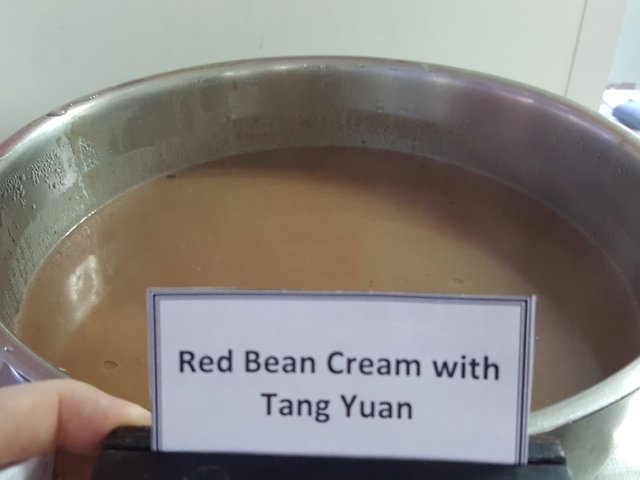 Red Bean Cream with
Tang Yuan